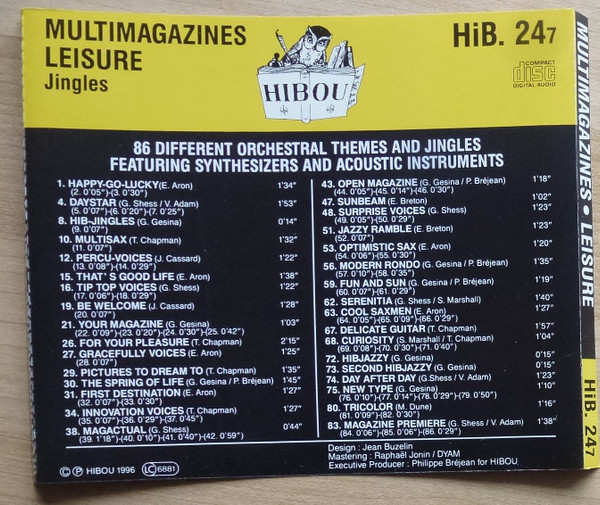 MULTIMAGAZINES
LEISURE
Jingles
HIBOU
HiB. 247
COMPACT
disc
DIGITAL AUDIO
86 DIFFERENT ORCHESTRAL THEMES AND JINGLES
FEATURING SYNTHESIZERS AND ACOUSTIC INSTRUMENTS
1. HAPPY-GO-LUCKY(E. Aron) 1'34"
(2. 0'05")-(3. 0'30")
4. DAYSTAR (G. Shess / V. Adam) 1'53"
(5. 0'07")-(6. 0'20")-(7. 0'25")
8. HIB-JINGLES (G. Gesina) 0'14"
(9. 0'07")
10. MULTISAX (T. Chapman) 1'32"
(11. 0'07")
12. PERCU-VOICES (J. Cassard) 1'22"
(13. 0'08")-(14. 0'29")
15. THAT'S GOOD LIFE (E. Aron) 1'38"
16. TIP TOP VOICES (G. Shess) 1'22"
(17. 0'06")-(18. 0'29")
19. BE WELCOME (J. Cassard) 1'28"
(20. 0'07")
21. YOUR MAGAZINE (G. Gesina) 1'03"
(22. 0'09")-(23. 0'20")-(24. 0'30")-(25. 0'42")
26. FOR YOUR PLEASURE (T. Chapman) 2'15"
27. GRACEFULLY VOICES (E. Aron) 1'25"
(28. 0'07")
29. PICTURES TO DREAM TO (T. Chapman) 1'35"
30. THE SPRING OF LIFE (G. Gesina / P. Bréjean) 1'45"
31. FIRST DESTINATION (E. Aron) 1'27"
(32. 0'07)-(33. 0'30")
34. INNOVATION VOICES (T. Chapman) 1'27"
(35. 0'07)-(36. 0'29")-(37. 0'45")
38. MAGACTUAL (G. Shess) 0'44"
(39. 1'18")-(40. 0'10")-(41. 0'40")-(42. 0'59")
43. OPEN MAGAZINE (G. Gesina / P. Bréjean) 1'18"
(44. 0'05")-(45. 0'14")-(46. 0'30")
47. SUNBEAM (E. Breton) 1'02"
48. SURPRISE VOICES (G. Shess) 1'23"
(49. 0'05")-(50. 0'29")
51. JAZZY RAMBLE (E. Breton) 1'23"
(52. 0'07")
53. OPTIMISTIC SAX (E. Aron) 1'20"
(54. 0'06")-(55. 0'30")
56. MODERN RONDO (G. Gesina / P. Bréjean) 1'35"
(57. 0'10")-(58. 0'35")
59. FUN AND SUN (G. Gesina / P. Bréjean) 1'19"
(60. 0'07")-(61. 0'29")
62. SERENITIA (G. Shess / S. Marshall) 1'40"
63. COOL SAXMEN (E. Aron) 1'27"
(64. 0'05")-(65. 0'09")-(66. 0'29")
67. DELICATE GUITAR (T. Chapman) 1'57"
68. CURIOSITY (S. Marshall / T. Chapman) 1'04"
(69. 0'08")-(70. 0'30")-(71. 0'40")
72. HIBJAZZY (G. Gesina) 0'15"
73. SECOND HIBJAZZY (G. Gesina) 0'15"
74. DAY AFTER DAY (G.Shess / V. Adam) 1'23"
75. NEW TYPE (G. Gesina) 1'10"
(76. 0'10")-(77. 0'14")-(78. 0'29")-(79. 0'50")
80. TRICOLOR (M. Dune) 1'16"
(81. 0'09")-(82. 0'30")
83. MAGAZINE PREMIERE (G. Shess / V. Adam) 1'38"
(84. 0'06")-(85. 0'06")-(86. 0'29")
Design : Jean Buzelin
Mastering : Raphaël Jonin / DYAM
Executive Producer : Philippe Bréjean for HIBOU
© ℗ HIBOU 1996 LC 6881
MULTIMAGAZINES • LEISURE
HiB. 247